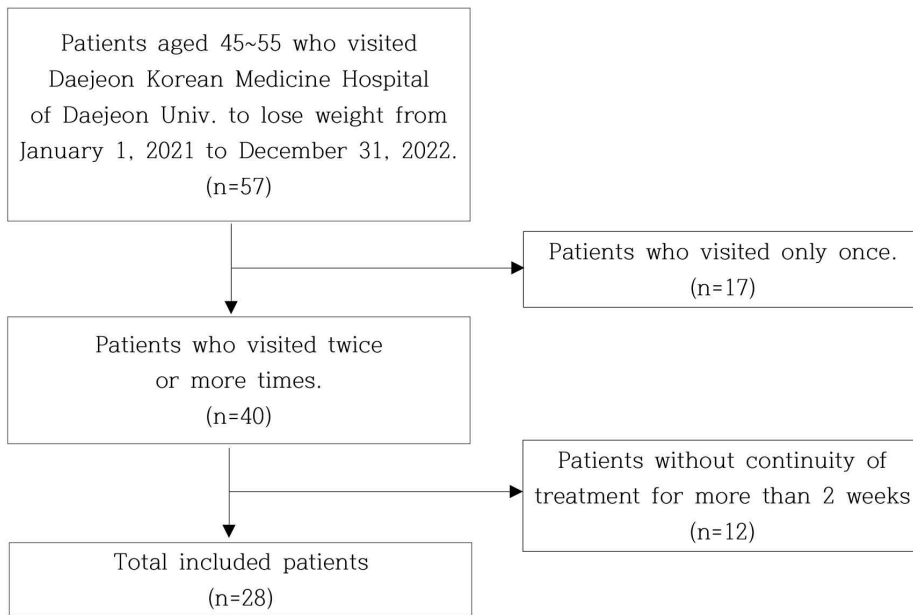 Patients aged 45~55 who visited
Daejeon Korean Medicine Hospital
of Daejeon Univ. to lose weight from
January 1, 2021 to December 31, 2022.
(n=57)
Patients who visited only once.
(n=17)
Patients who visited twice
or more times.
(n=40)
Patients without continuity of
treatment for more than 2 weeks
(n=12)
Total included patients
(n=28)